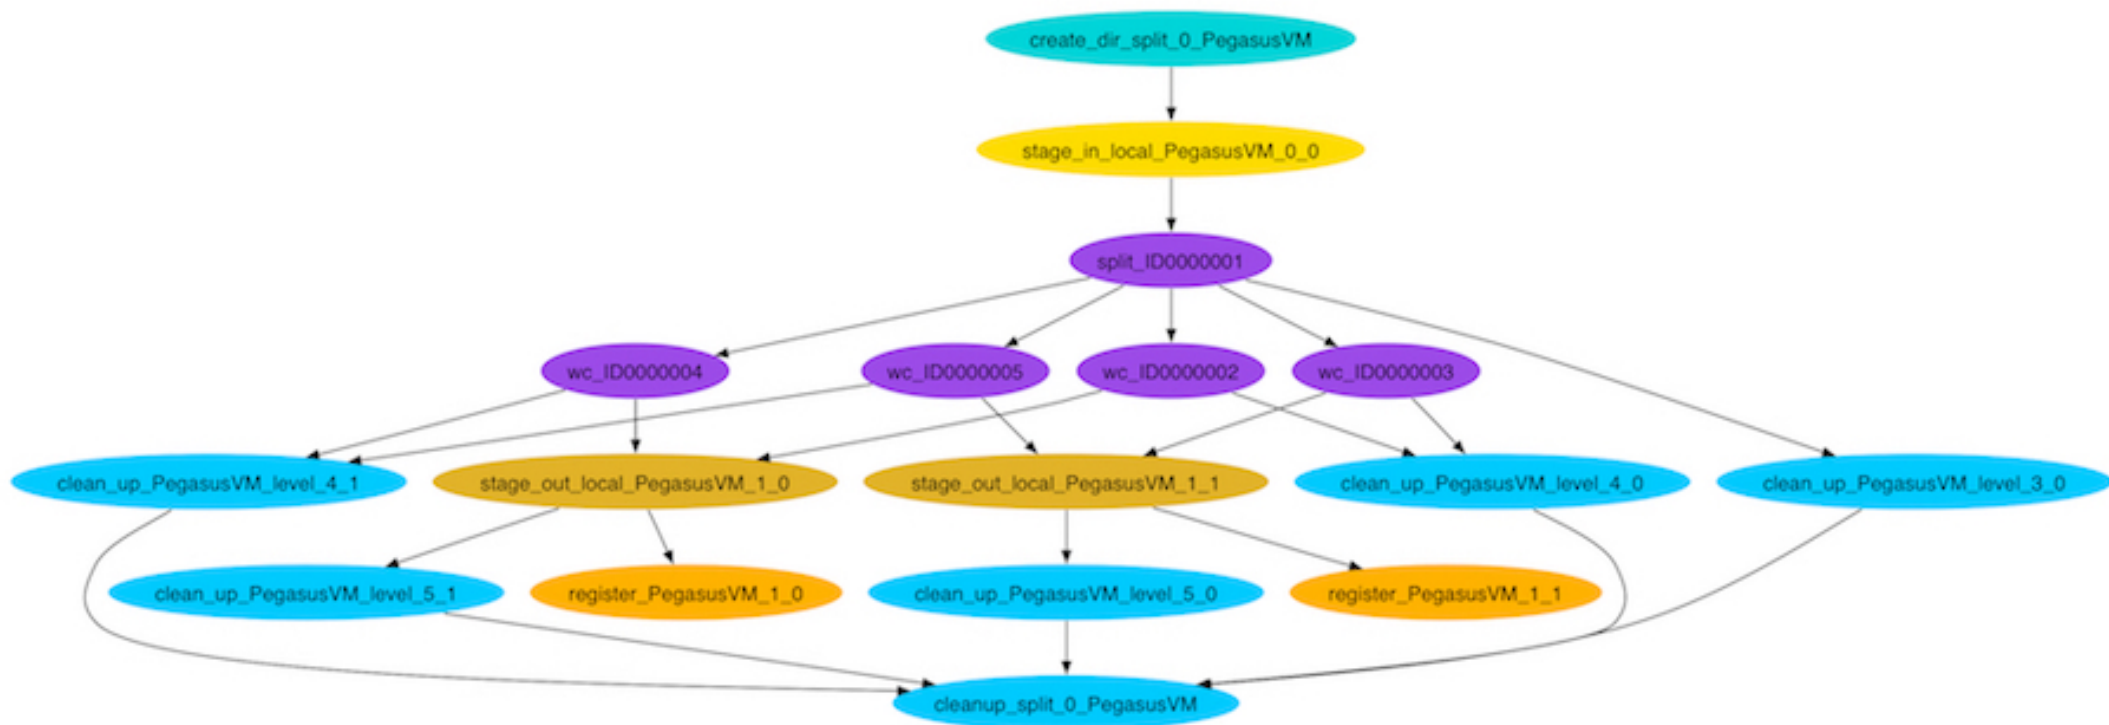 create_dir_split_0_PegasusVM
stage_in_local_PegasusVM_0_0
split_ID0000001
wc_ID0000004
wc_ID0000005
wc_ID0000002
wc_ID0000003
clean_up_PegasusVM_level_4_1
stage_out_local_PegasusVM_1_0
stage_out_local_PegasusVM_1_1
clean_up_PegasusVM_level_4_0
clean_up_PegasusVM_level_3_0
clean_up_PegasusVM_level_5_1
register_PegasusVM_1_0
clean_up_PegasusVM_level_5_0
register_PegasusVM_1_1
cleanup_split_0_PegasusVM